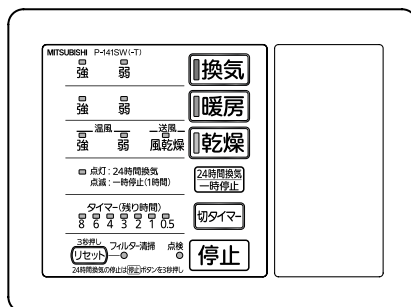 MITSUBISHI P-141SW(-T)
強 弱 換気
強 弱 暖房
温風 送風
強 弱 風乾燥 乾燥
点灯:24時間換気
点滅:一時停止(1時間)
24時間換気
一時停止
タイマー(残り時間)
8 6 4 3 2 1 0.5
切タイマー
3秒押し
リセット フィルター清掃 点検
24時間換気の停止は停止ボタンを3秒押し
停止